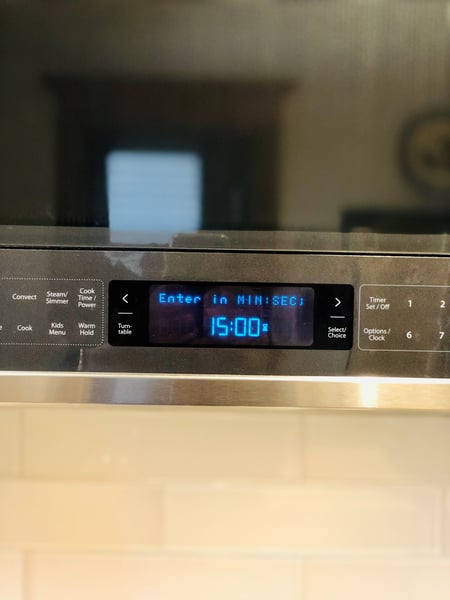 Convect
Steam/
Simmer
Cook
Time /
Power
Cook
Kids
Menu
Warm
Hold
<
Turn-
table
Enter in MIN:SEC;
15:00
>
Select/
Choice
Timer
Set / Off
1
2
Options /
Clock
6
7